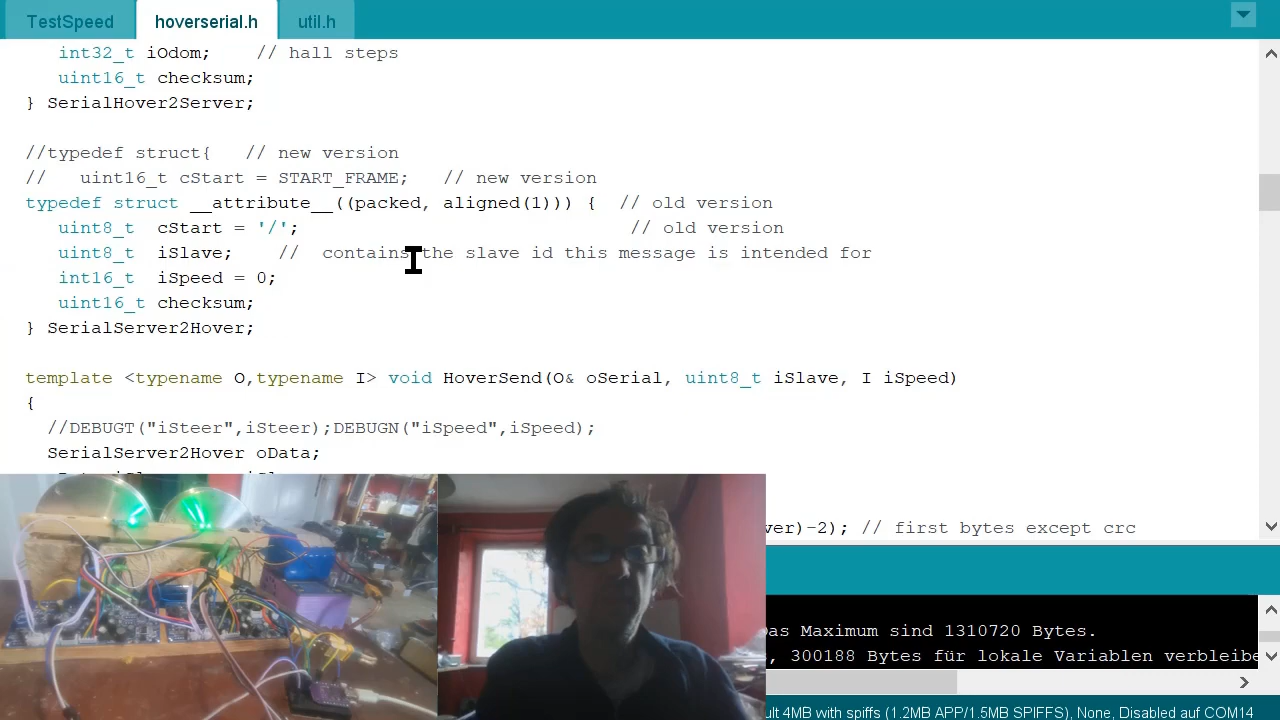 TestSpeed hoverserial.h util.h
int32_t iOdom; // hall steps
uint16_t checksum;
} SerialHover2Server;
//typedef struct{ // new version
// uint16_t cStart = START_FRAME; // new version
typedef struct __attribute__((packed, aligned(1))) { // old version
uint8_t cStart = '/'; // old version
uint8_t iSlave; // contains the slave id this message is intended for
int16_t iSpeed = 0;
uint16_t checksum;
} SerialServer2Hover;
template <typename O,typename I> void HoverSend(O& oSerial, uint8_t iSlave, I iSpeed)
{
//DEBUGT("iSteer",iSteer);DEBUGN("iSpeed",iSpeed);
SerialServer2Hover oData;
ver)-2); // first bytes except crc
as Maximum sind 1310720 Bytes.
, 300188 Bytes für lokale Variablen verbleibe
ult 4MB with spiffs (1.2MB APP/1.5MB SPIFFS), None, Disabled auf COM14